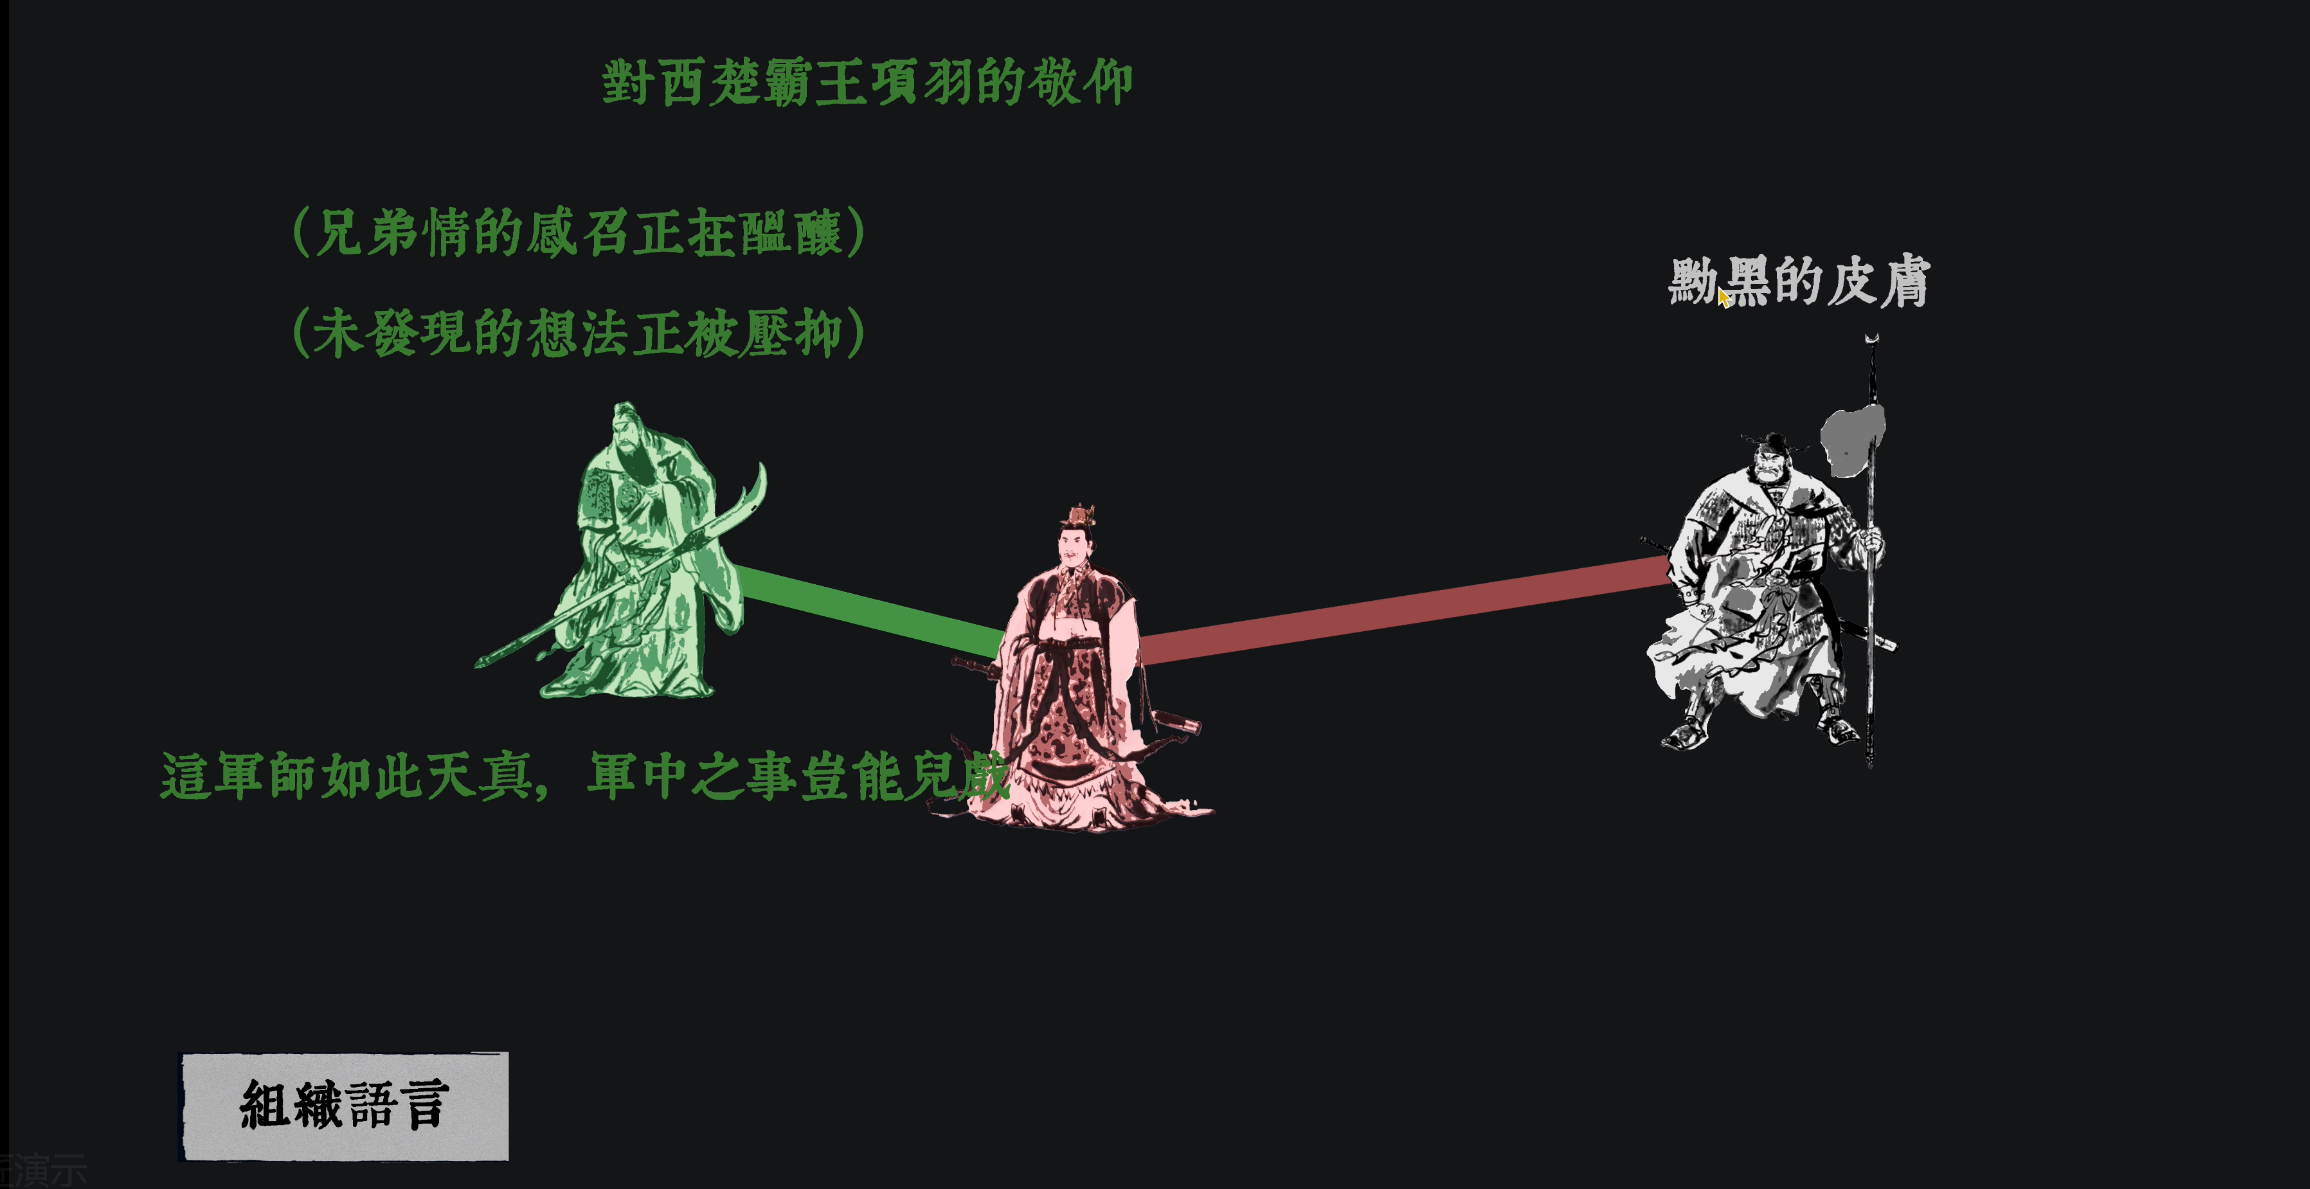 對西楚霸王項羽的敬仰
（兄弟情的感召正在醞釀）
（未發現的想法正被壓抑）
黝黑的皮膚
這軍師如此天真，軍中之事豈能兒戲
組織語言
演示